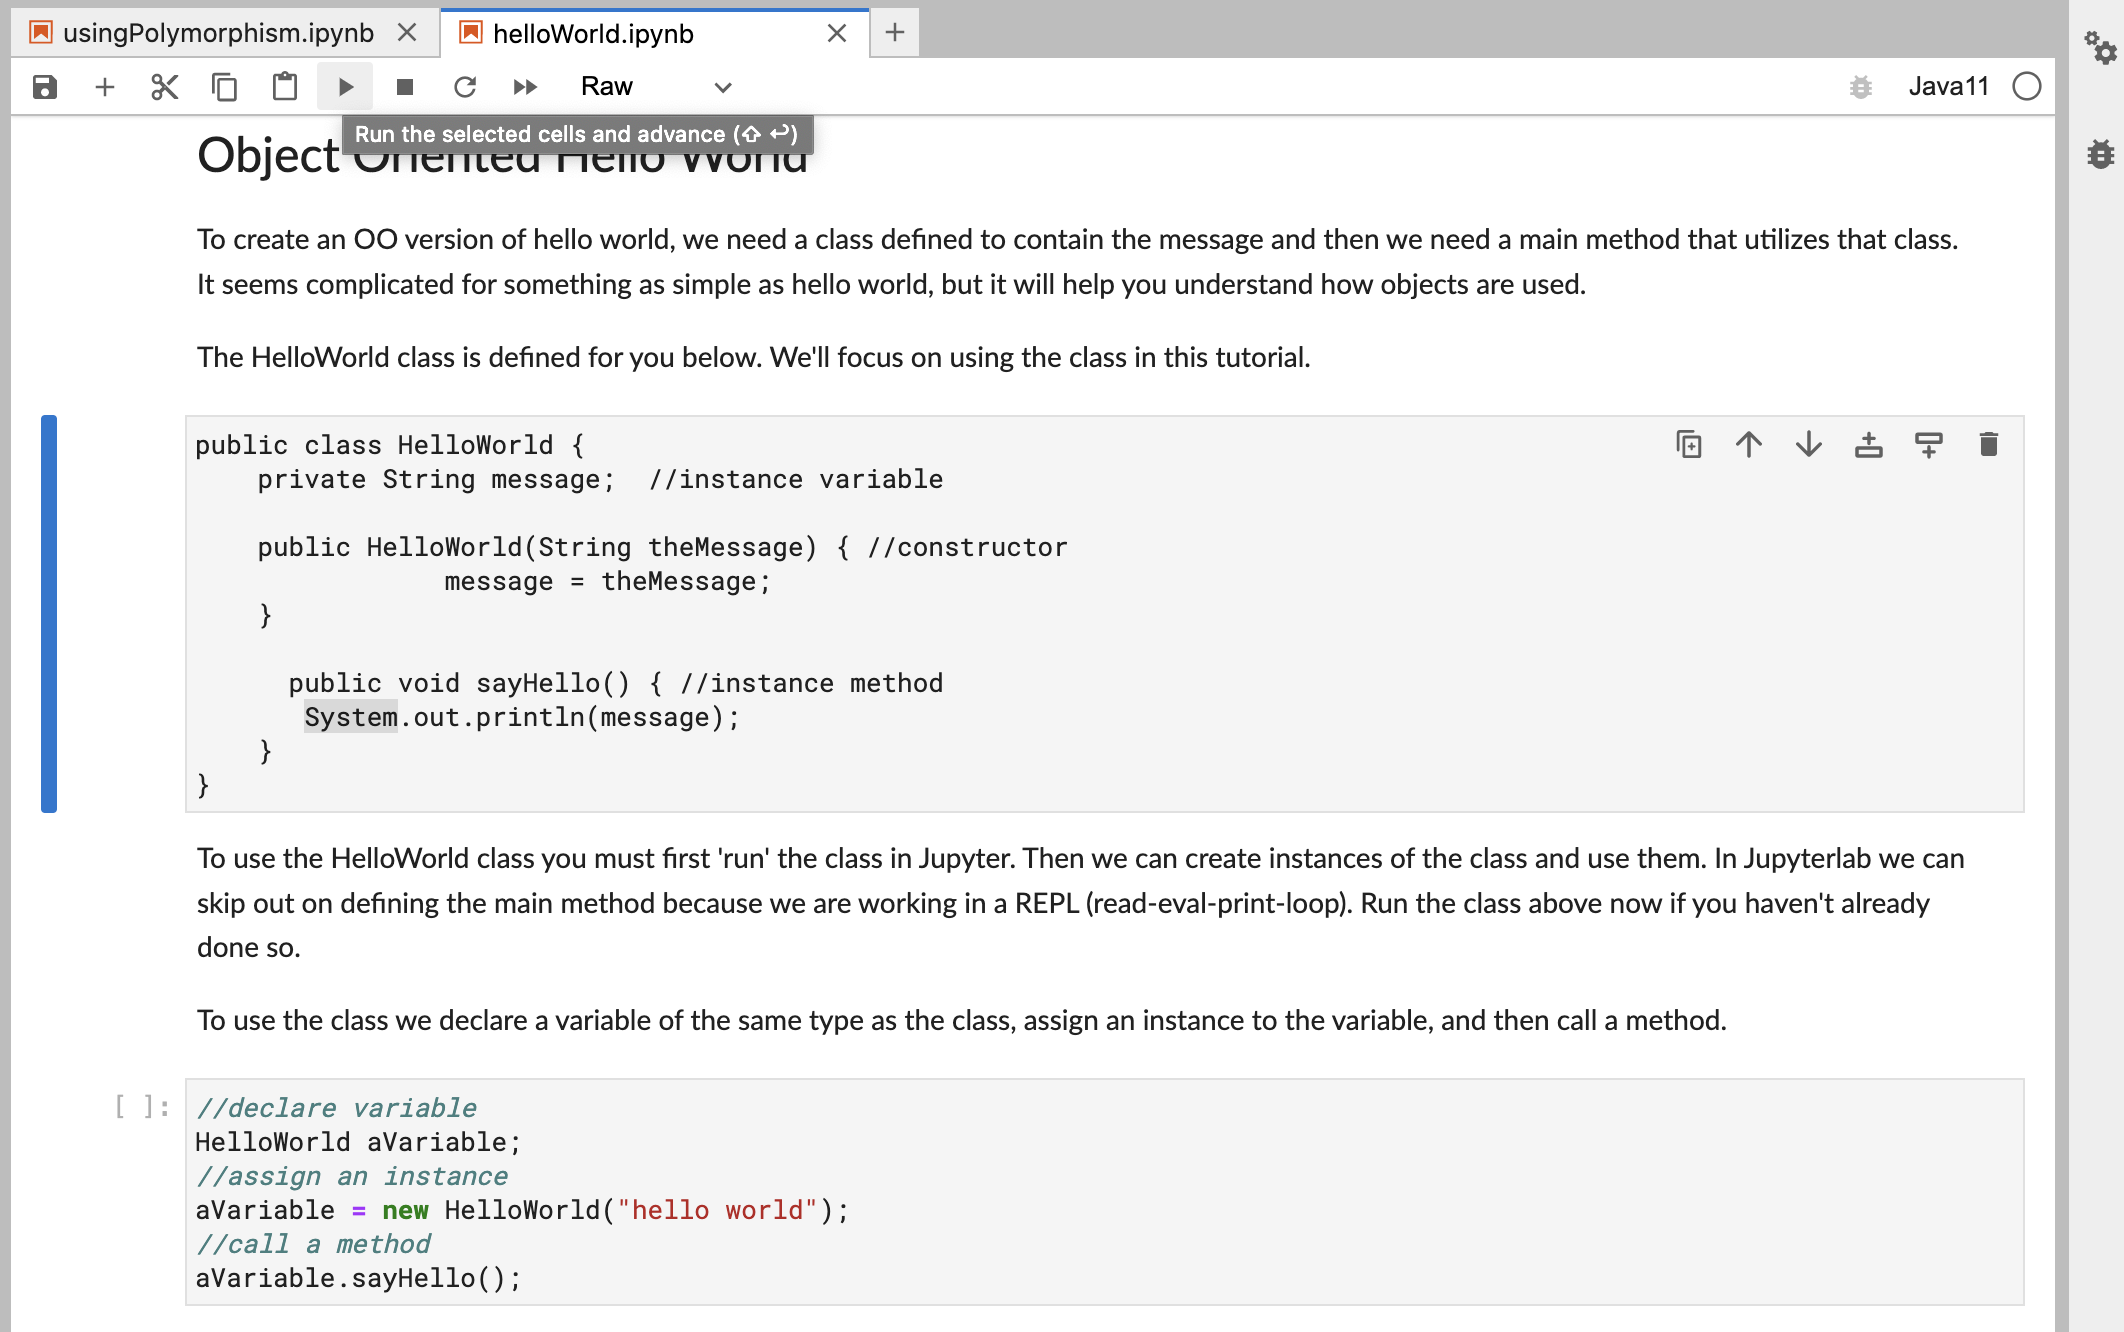 usingPolymorphism.ipynb
helloWorld.ipynb
Raw
Java11
Run the selected cells and advance (⇧ ↩)
Object Oriented Hello World
To create an OO version of hello world, we need a class defined to contain the message and then we need a main method that utilizes that class.
It seems complicated for something as simple as hello world, but it will help you understand how objects are used.
The HelloWorld class is defined for you below. We'll focus on using the class in this tutorial.
public class HelloWorld {
    private String message;  //instance variable
    public HelloWorld(String theMessage) { //constructor
                message = theMessage;
    }
      public void sayHello() { //instance method
       System.out.println(message);
    }
}
To use the HelloWorld class you must first 'run' the class in Jupyter. Then we can create instances of the class and use them. In Jupyterlab we can
skip out on defining the main method because we are working in a REPL (read-eval-print-loop). Run the class above now if you haven't already
done so.
To use the class we declare a variable of the same type as the class, assign an instance to the variable, and then call a method.
[ ]:
//declare variable
HelloWorld aVariable;
//assign an instance
aVariable = new HelloWorld("hello world");
//call a method
aVariable.sayHello();